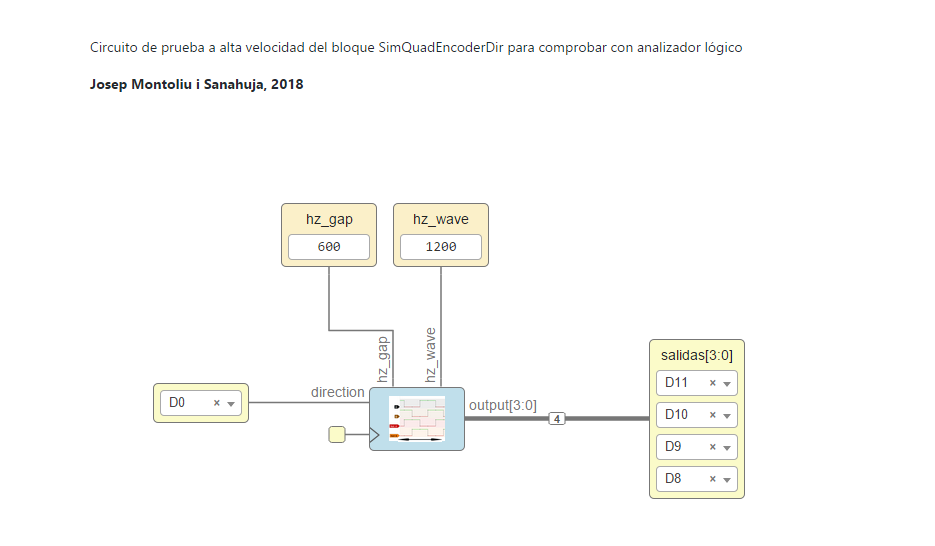 Circuito de prueba a alta velocidad del bloque SimQuadEncoderDir para comprobar con analizador lógico
Josep Montoliu i Sanahuja, 2018
hz_gap
600
hz_wave
1200
hz_gap
hz_wave
direction
D0
output[3:0]
4
salidas[3:0]
D11
D10
D9
D8